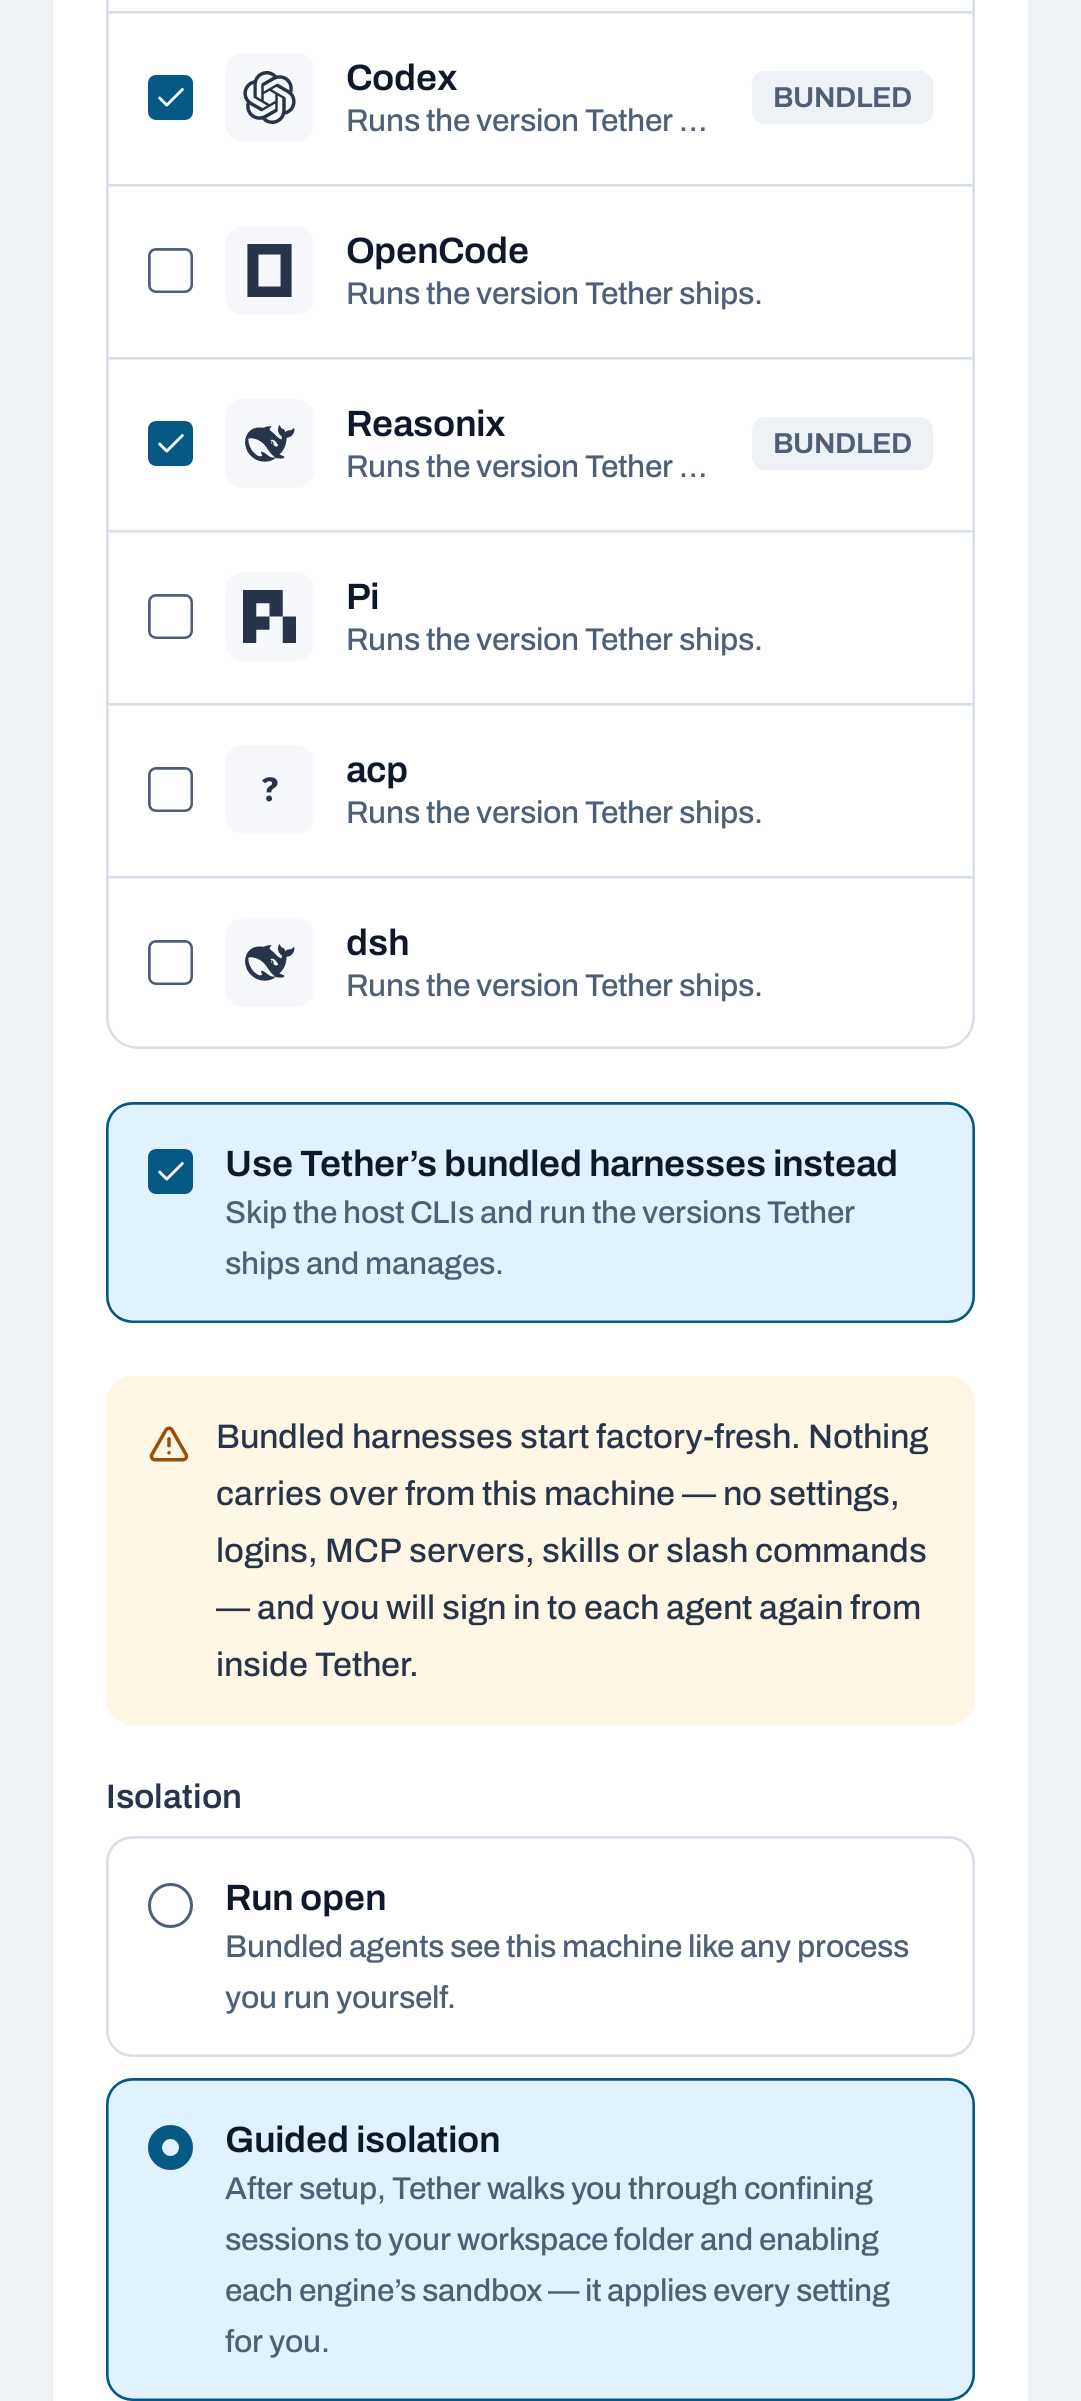 Codex
BUNDLED
Runs the version Tether ...
OpenCode
Runs the version Tether ships.
Reasonix
BUNDLED
Runs the version Tether ...
Pi
Runs the version Tether ships.
?
acp
Runs the version Tether ships.
dsh
Runs the version Tether ships.
Use Tether’s bundled harnesses instead
Skip the host CLIs and run the versions Tether
ships and manages.
Bundled harnesses start factory-fresh. Nothing
carries over from this machine — no settings,
logins, MCP servers, skills or slash commands
— and you will sign in to each agent again from
inside Tether.
Isolation
Run open
Bundled agents see this machine like any process
you run yourself.
Guided isolation
After setup, Tether walks you through confining
sessions to your workspace folder and enabling
each engine’s sandbox — it applies every setting
for you.